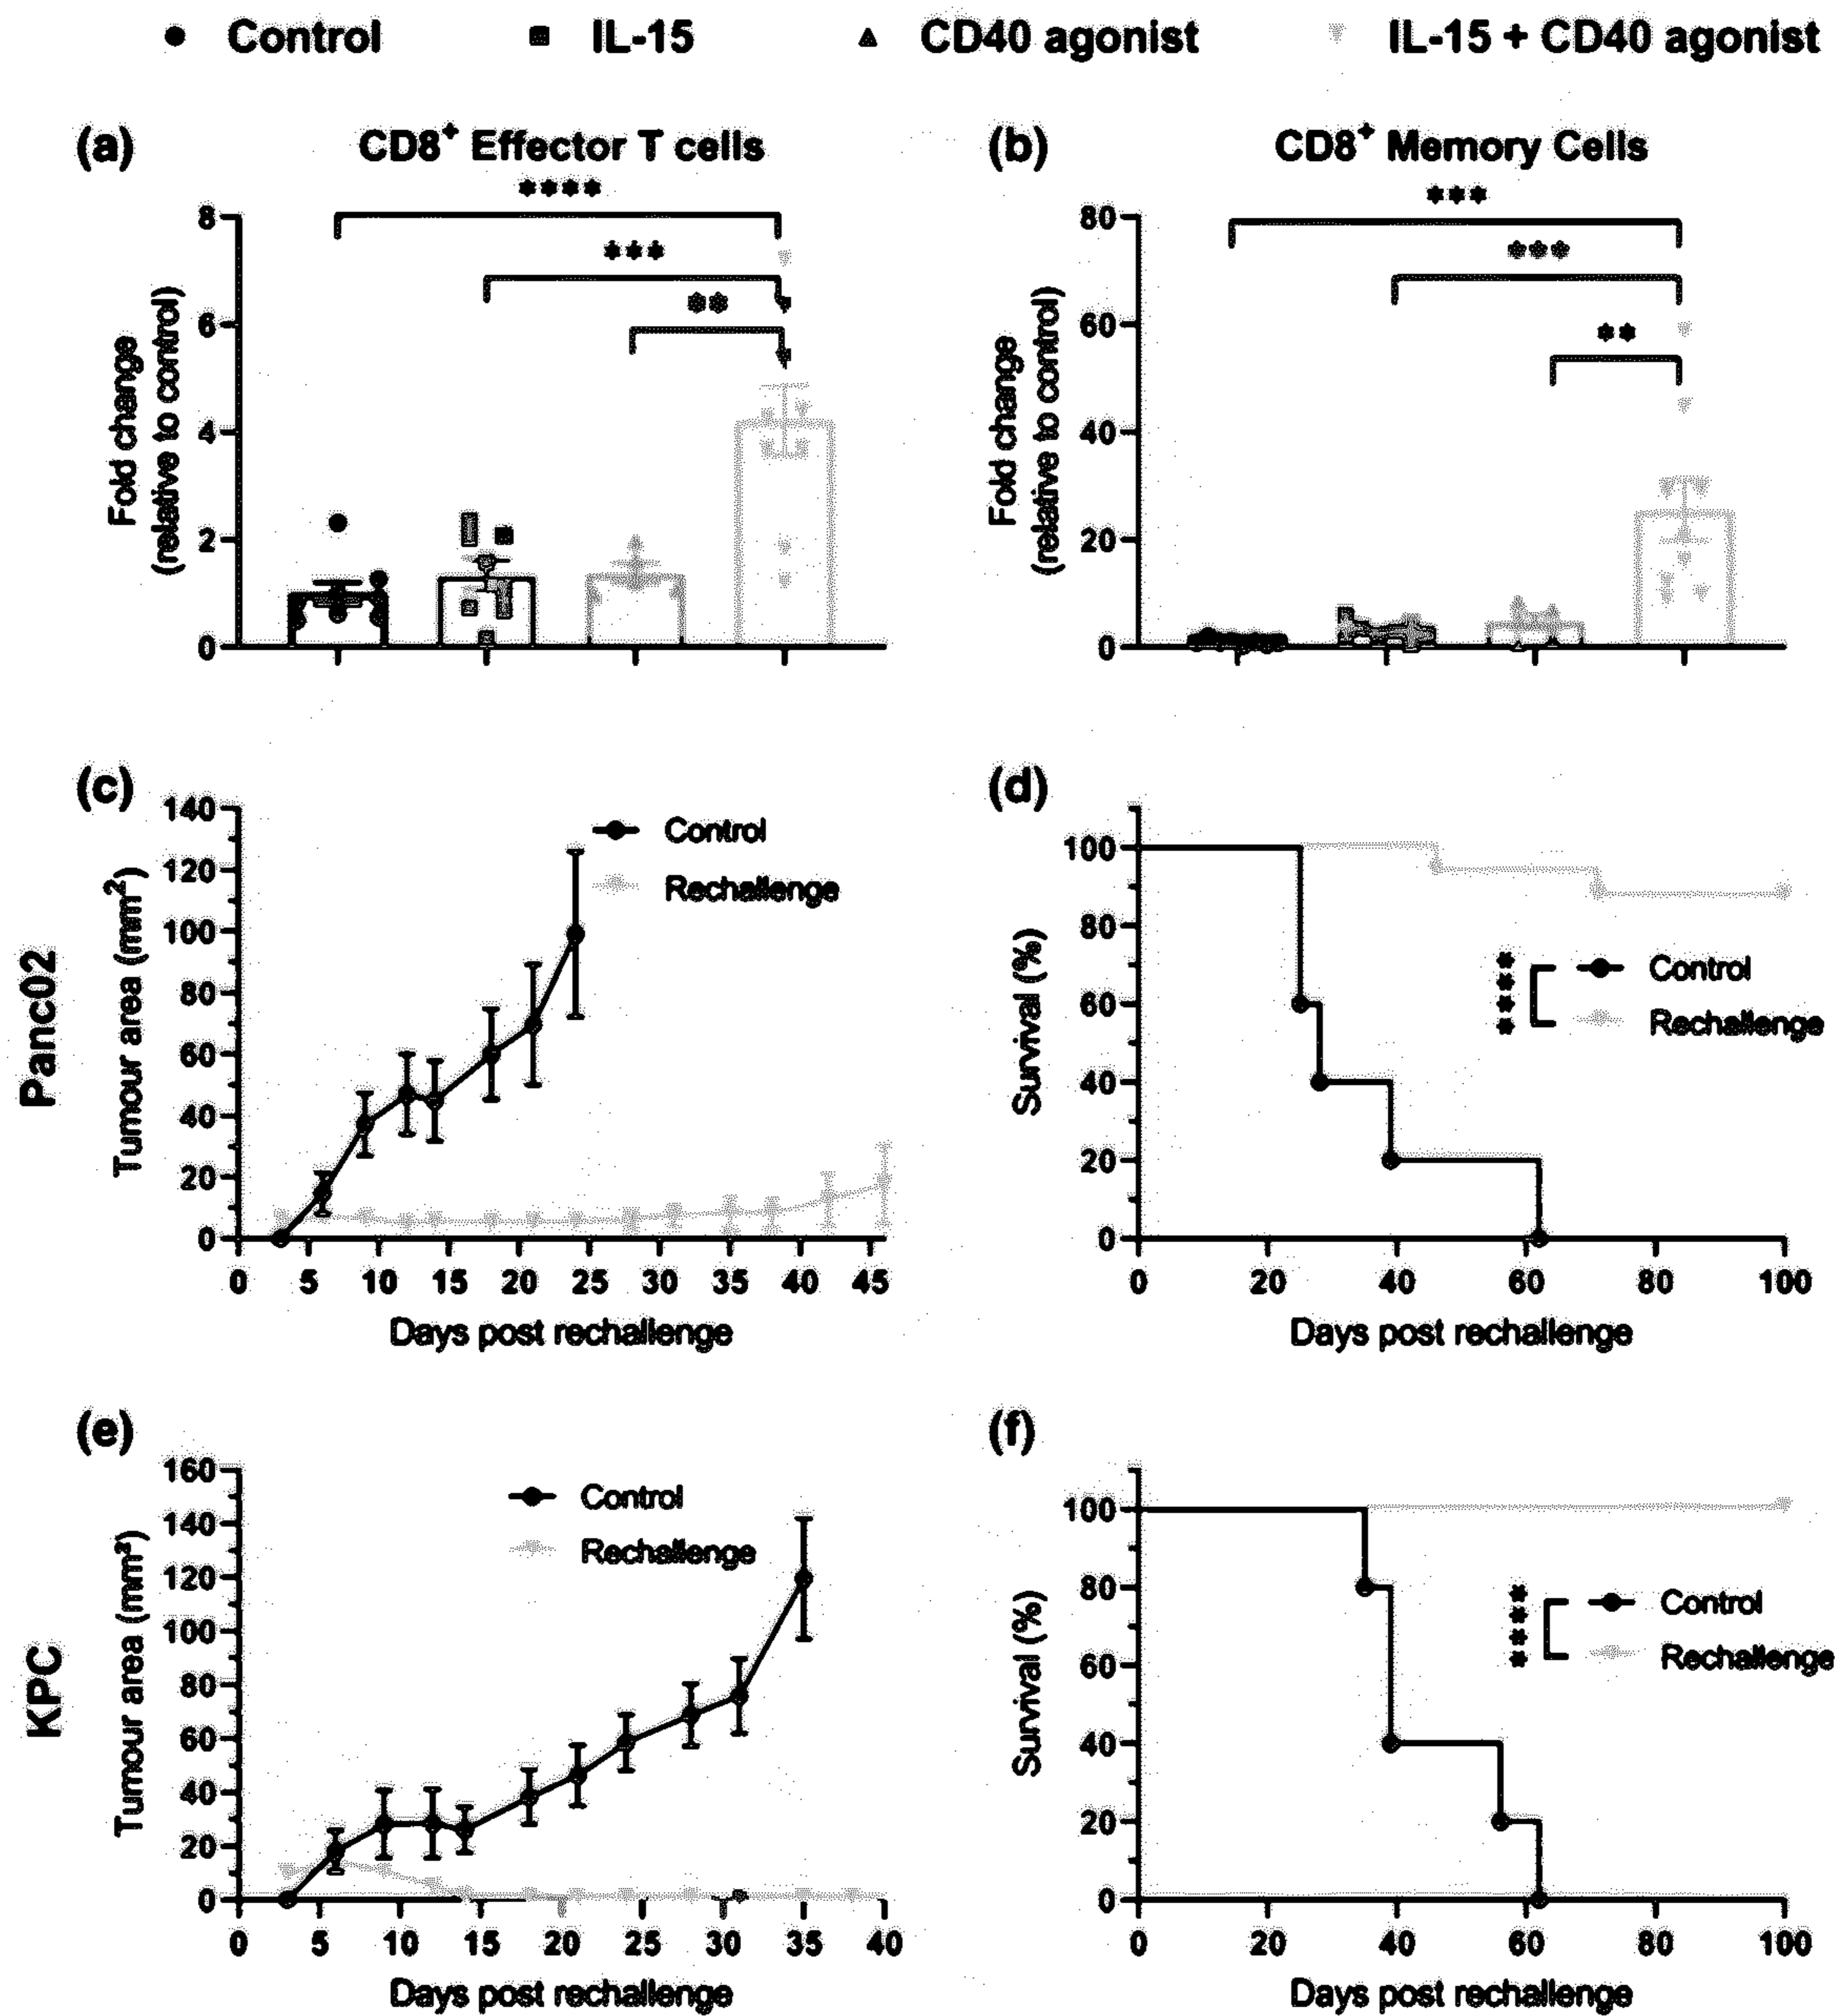 Control IL-15 CD40 agonist IL-15 + CD40 agonist
(a) CD8+ Effector T cells
****
***
**
8
6
4
2
0
Fold change
(relative to control)
(b) CD8+ Memory Cells
***
***
**
80
60
40
20
0
Fold change
(relative to control)
Panc02
(c)
140
120
100
80
60
40
20
0
Tumour area (mm2)
Control
Rechallenge
0 5 10 15 20 25 30 35 40 45
Days post rechallenge
(d)
100
80
60
40
20
0
Survival (%)
****
Control
Rechallenge
0 20 40 60 80 100
Days post rechallenge
KPC
(e)
160
140
120
100
80
60
40
20
0
Tumour area (mm²)
Control
Rechallenge
0 5 10 15 20 25 30 35 40
Days post rechallenge
(f)
100
80
60
40
20
0
Survival (%)
****
Control
Rechallenge
0 20 40 60 80 100
Days post rechallenge